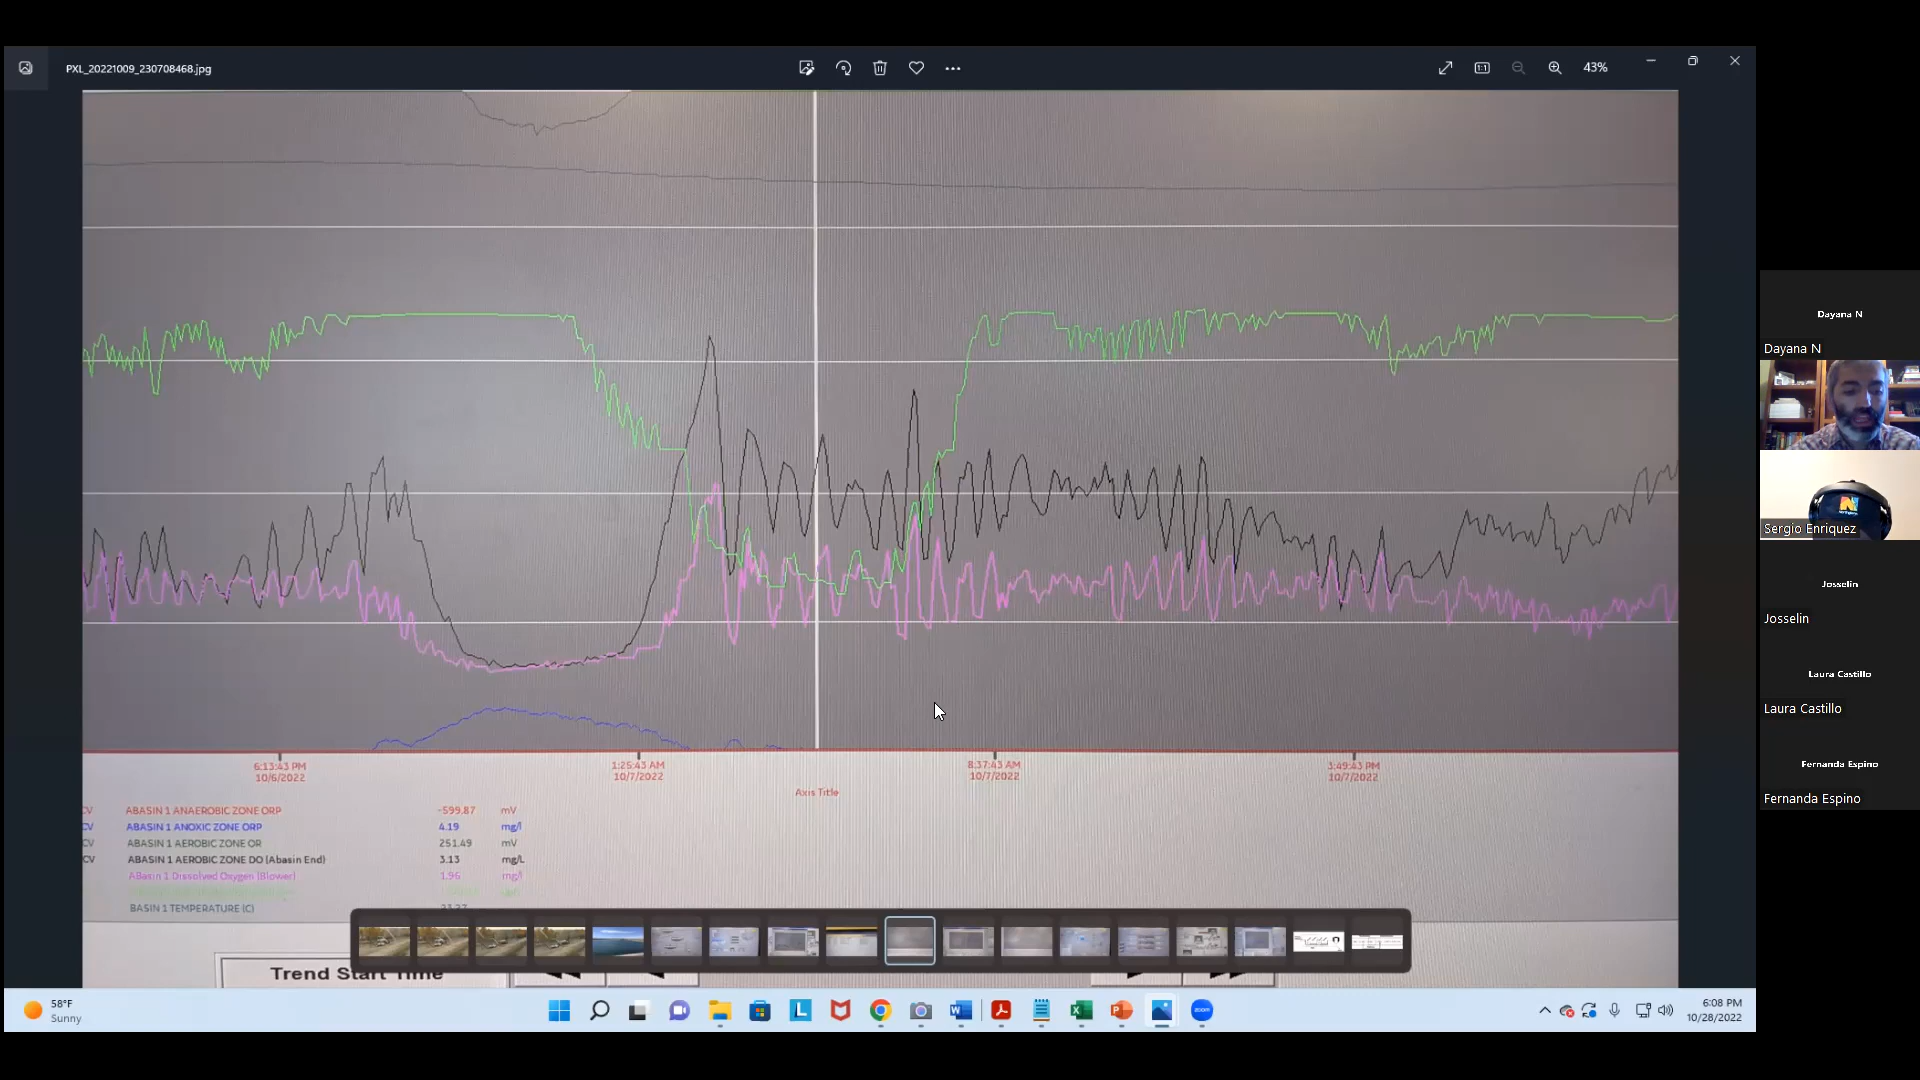 PXL_20221009_230708468.jpg
43%
6:13:43 PM
10/6/2022
1:25:43 AM
10/7/2022
8:37:43 AM
10/7/2022
3:49:43 PM
10/7/2022
Axis Title
CV ABASIN 1 ANAEROBIC ZONE ORP -599.87 mV
CV ABASIN 1 ANOXIC ZONE ORP 4.19 mg/l
CV ABASIN 1 AEROBIC ZONE OR 251.49 mV
CV ABASIN 1 AEROBIC ZONE DO (Abasin End) 3.13 mg/L
ABasin 1 Dissolved Oxygen (Blower) 1.96 mg/l
BASIN 1 TEMPERATURE (C)
Trend Start Time
58°F
Sunny
zoom
6:08 PM
10/28/2022
Dayana N
Dayana N
Sergio Enriquez
Josselin
Josselin
Laura Castillo
Laura Castillo
Fernanda Espino
Fernanda Espino